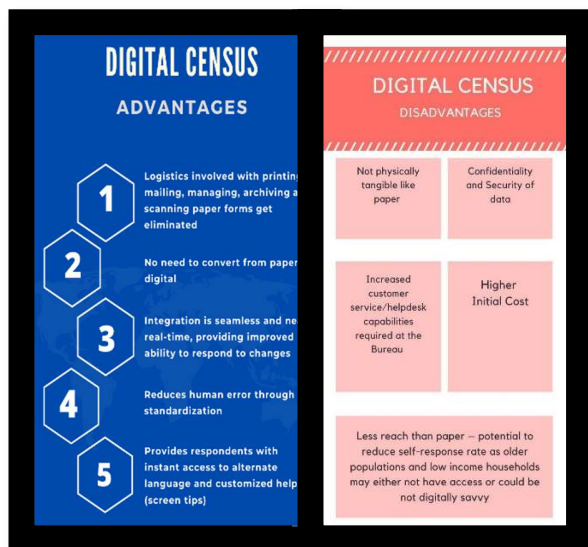 DIGITAL CENSUS
ADVANTAGES
1
Logistics involved with
mailing, managing, archiving
scanning paper forms get
eliminated
2
No need to convert from paper
digital
3
Integration is seamless and
real-time, providing improved
ability to respond to changes
4
Reduces human error through
standardization
5
Provides respondents with
instant access to alternate
language and customized help
(screen tips)
DIGITAL CENSUS
DISADVANTAGES
Not physically
tangible like
paper
Confidentiality
and Security of
data
Increased
customer
service/helpdesk
capabilities
required at the
Bureau
Higher
Initial Cost
Less reach than paper – potential to
reduce self-response rate as older
populations and low income households
may either not have access or could be
not digitally savvy